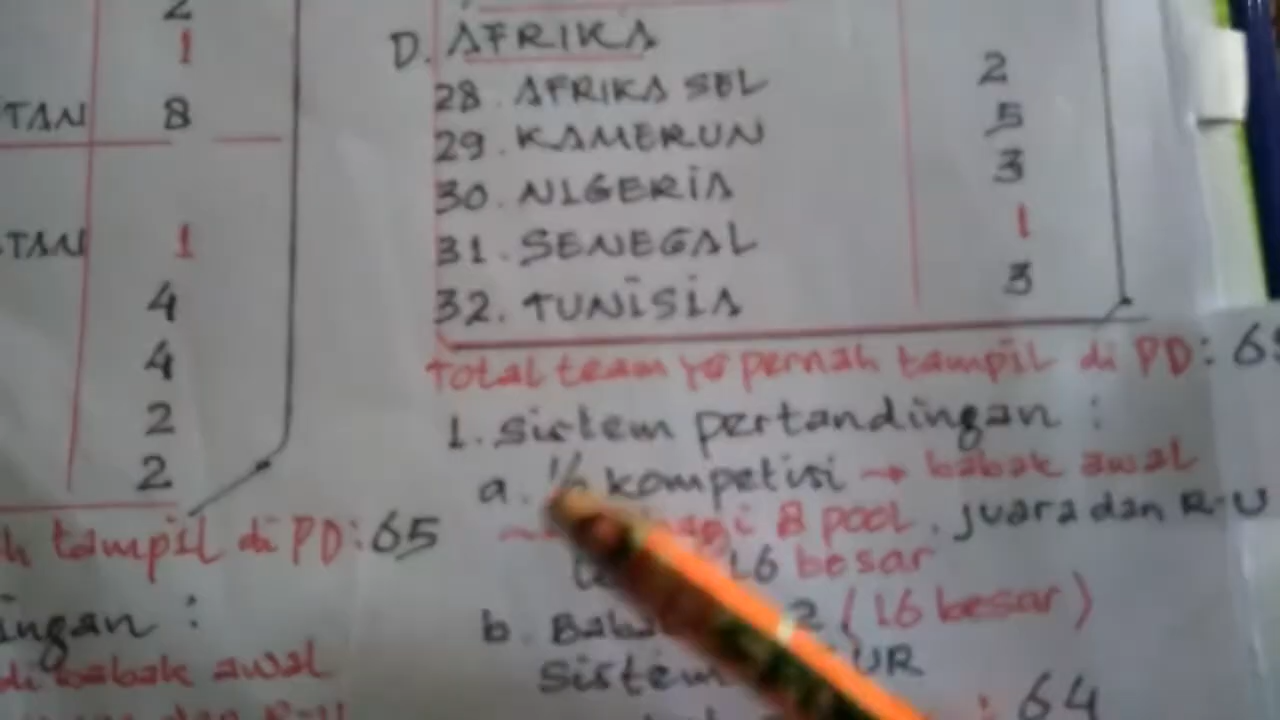 2
1
TAN 8
TAN 1
4
4
2
2
tampil di PD: 65
ingan :
di babak awal
D. AFRIKA
28. AFRIKA SEL 2
29. KAMERUN 5
30. NIGERIA 3
31. SENEGAL 1
32. TUNISIA 3
Total team yg pernah tampil di PD:
1. Sistem pertandingan :
a. 1/2 kompetisi → babak awal
8 pool. juara dan R-U
16 besar
b. 2 (16 besar)
Sistem
: 64